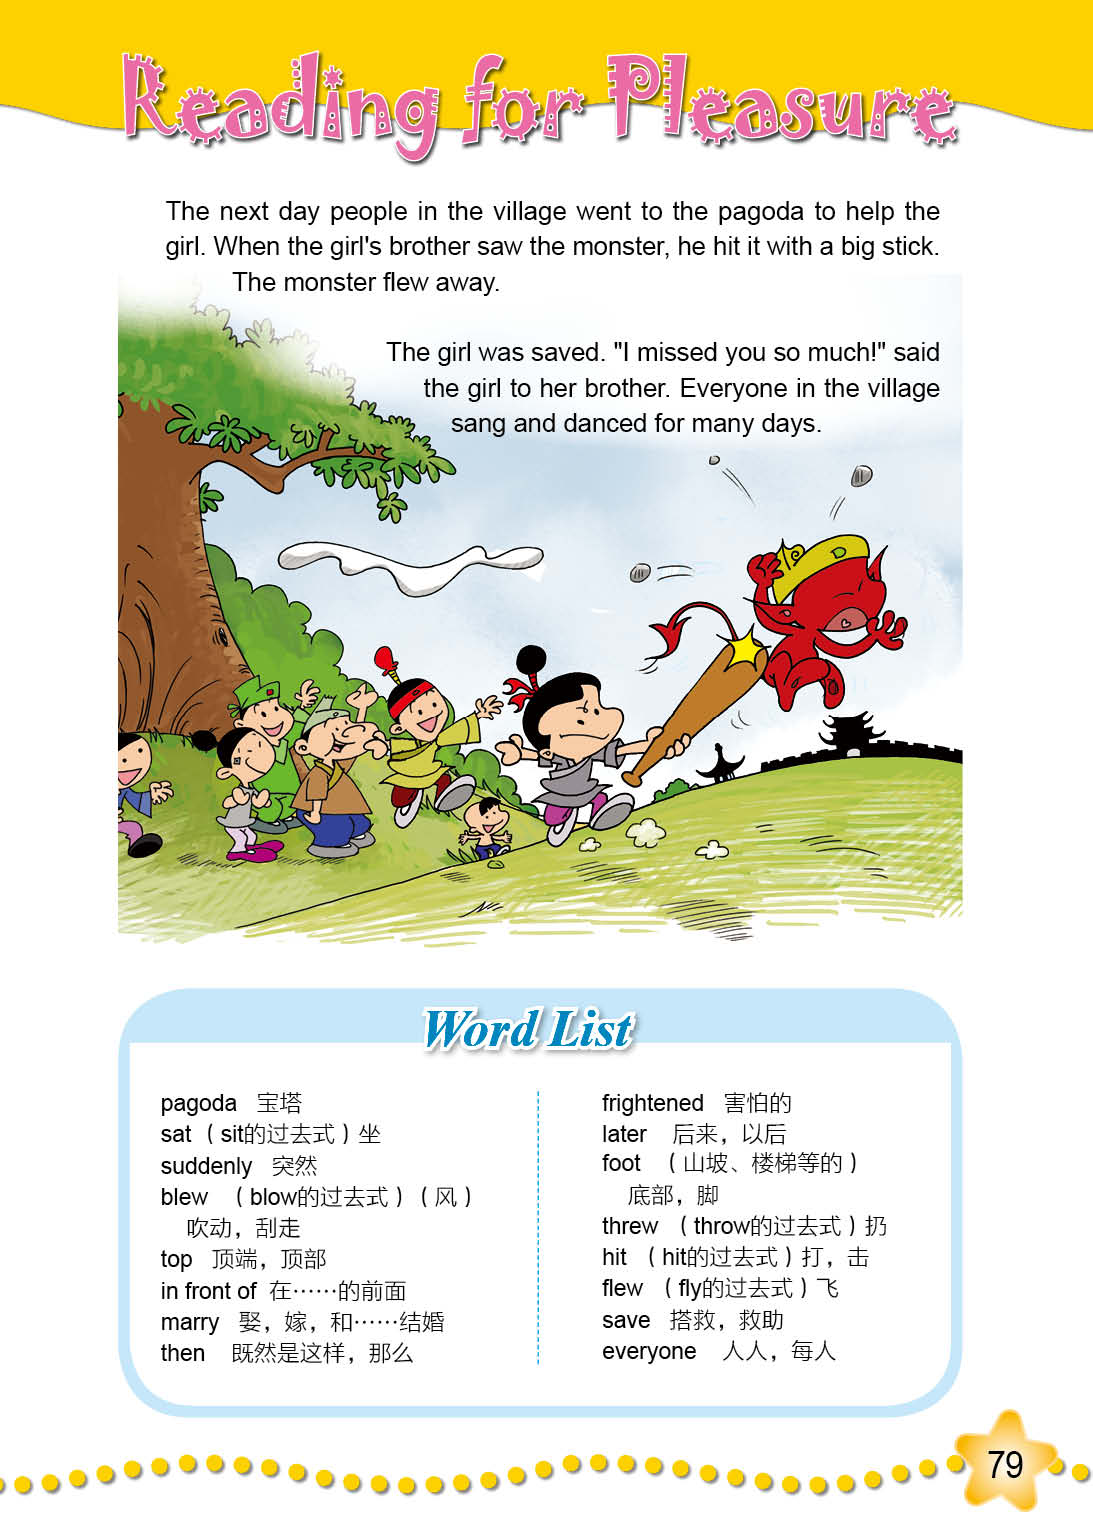 Reading for Pleasure
The next day people in the village went to the pagoda to help the
girl. When the girl's brother saw the monster, he hit it with a big stick.
The monster flew away.
The girl was saved. "I missed you so much!" said
the girl to her brother. Everyone in the village
sang and danced for many days.
Word List
pagoda 宝塔
sat （sit的过去式）坐
suddenly 突然
blew （blow的过去式）（风）
吹动，刮走
top 顶端，顶部
in front of 在……的前面
marry 娶，嫁，和……结婚
then 既然是这样，那么
frightened 害怕的
later 后来，以后
foot （山坡、楼梯等的）
底部，脚
threw （throw的过去式）扔
hit （hit的过去式）打，击
flew （fly的过去式）飞
save 搭救，救助
everyone 人人，每人
79